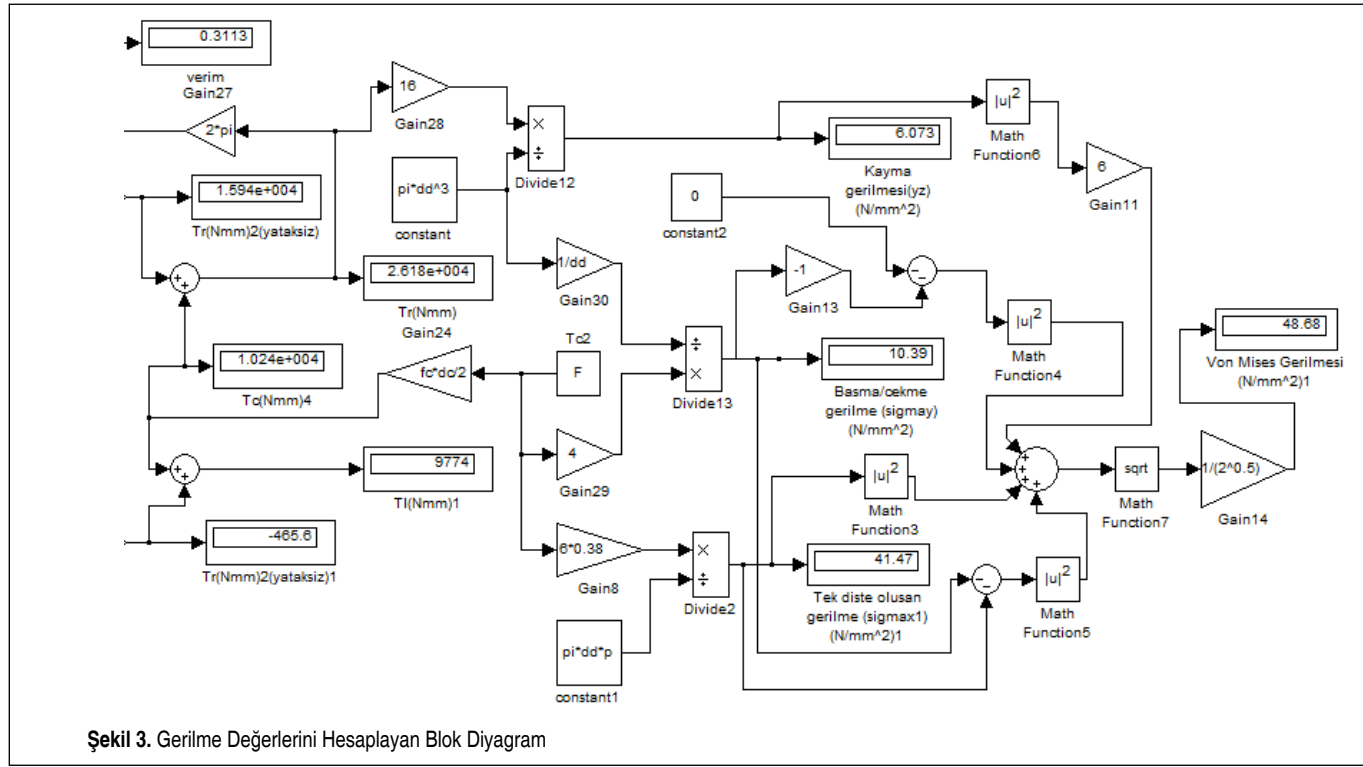 0.3113
verim
Gain27
2*pi
1.594e+004
Tr(Nmm)2(yataksiz)
+
+
2.618e+004
Tr(Nmm)
Gain24
1.024e+004
Tc(Nmm)4
fc*dc/2
+
+
9774
Tl(Nmm)1
-465.6
Tr(Nmm)2(yataksiz)1
16
Gain28
pi*dd^3
constant
×
÷
Divide12
1/dd
Gain30
Tc2
F
4
Gain29
÷
×
Divide13
6*0.38
Gain8
pi*dd*p
constant1
×
÷
Divide2
0
constant2
6.073
Kayma
gerilmesi(yz)
(N/mm^2)
|u|²
Math
Function6
6
Gain11
-1
Gain13
−
−
|u|²
Math
Function4
10.39
Basma/cekme
gerilme (sigmay)
(N/mm^2)
|u|²
Math
Function3
41.47
Tek diste olusan
gerilme (sigmax1)
(N/mm^2)1
−
−
|u|²
Math
Function5
+
+
+
+
sqrt
Math
Function7
1/(2^0.5)
Gain14
48.68
Von Mises Gerilmesi
(N/mm^2)1
Şekil 3. Gerilme Değerlerini Hesaplayan Blok Diyagram